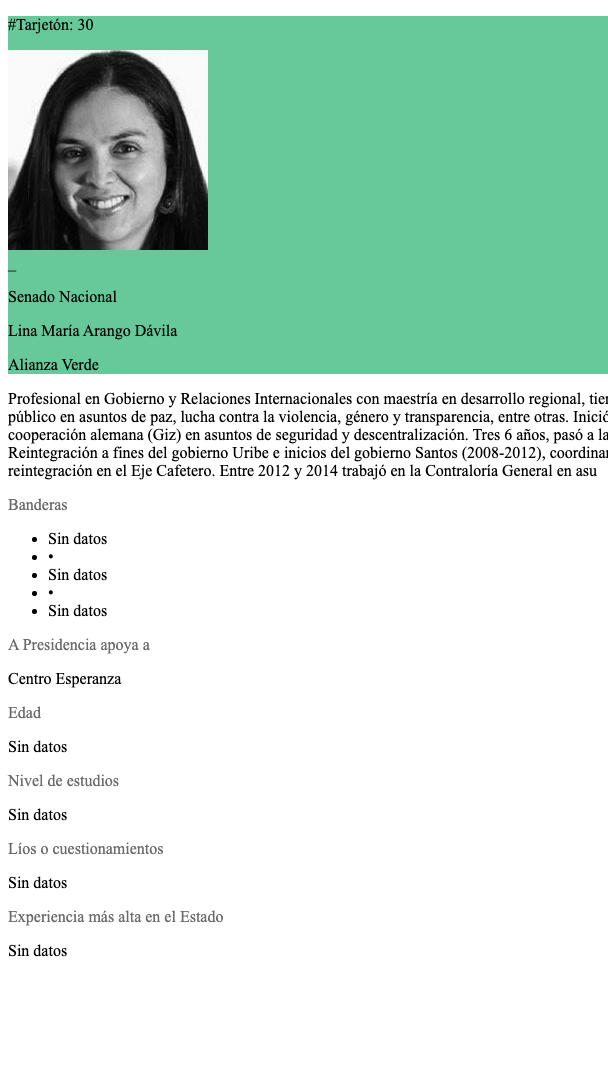 #Tarjetón: 30
_
Senado Nacional
Lina María Arango Dávila
Alianza Verde
Profesional en Gobierno y Relaciones Internacionales con maestría en desarrollo regional,
público en asuntos de paz, lucha contra la violencia, género y transparencia, entre otras.
cooperación alemana (Giz) en asuntos de seguridad y descentralización. Tres 6 años, pasó a la
Reintegración a fines del gobierno Uribe e inicios del gobierno Santos (2008-2012),
reintegración en el Eje Cafetero. Entre 2012 y 2014 trabajó en la Contraloría General en asu
Banderas
• Sin datos
• •
• Sin datos
• •
• Sin datos
A Presidencia apoya a
Centro Esperanza
Edad
Sin datos
Nivel de estudios
Sin datos
Líos o cuestionamientos
Sin datos
Experiencia más alta en el Estado
Sin datos